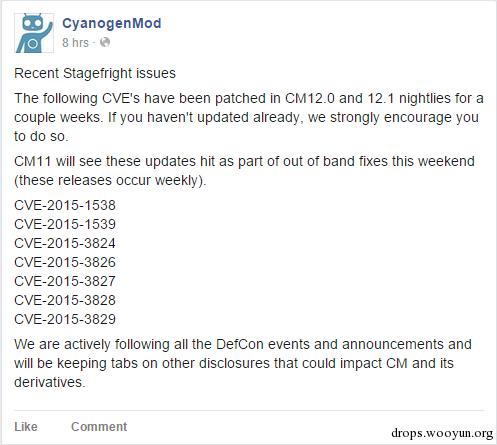 CyanogenMod
8 hrs ·
Recent Stagefright issues
The following CVE's have been patched in CM12.0 and 12.1 nightlies for a
couple weeks. If you haven't updated already, we strongly encourage you
to do so.
CM11 will see these updates hit as part of out of band fixes this weekend
(these releases occur weekly).
CVE-2015-1538
CVE-2015-1539
CVE-2015-3824
CVE-2015-3826
CVE-2015-3827
CVE-2015-3828
CVE-2015-3829
We are actively following all the DefCon events and announcements and
will be keeping tabs on other disclosures that could impact CM and its
derivatives.
Like Comment
drops.wooyun.org